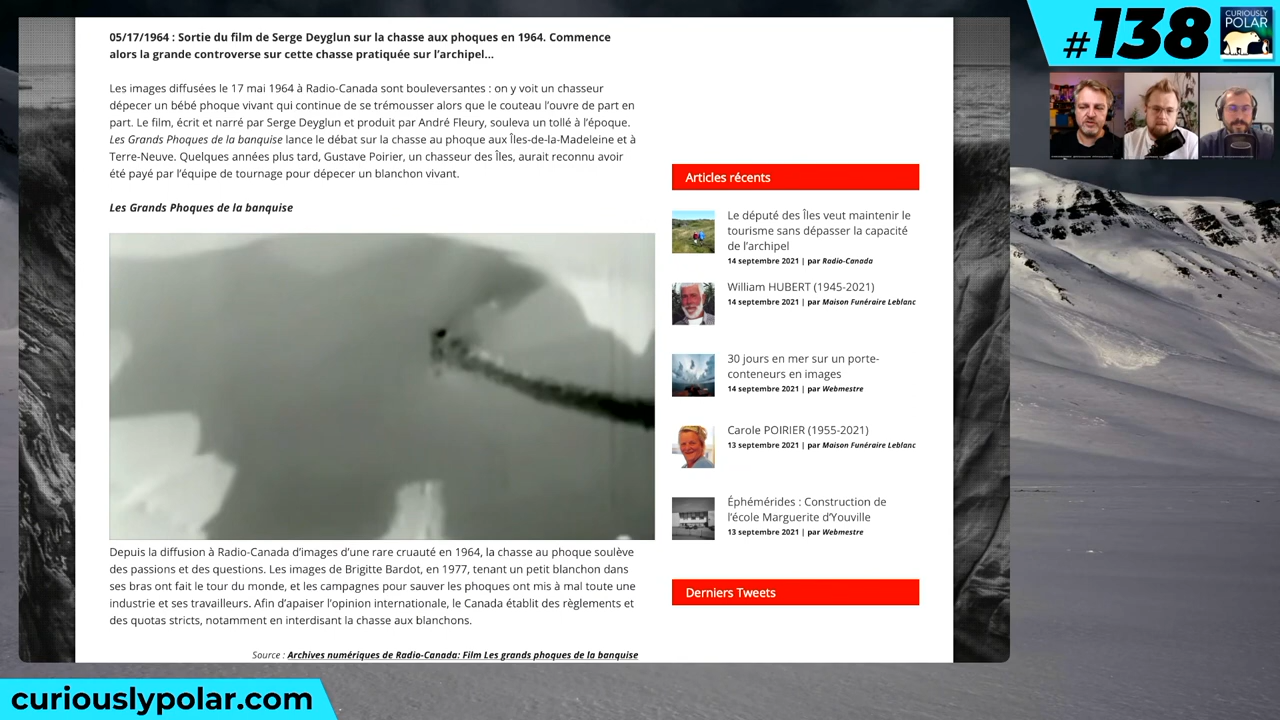 05/17/1964 : Sortie du film de Serge Deyglun sur la chasse aux phoques en 1964. Commence
alors la grande controverse sur cette chasse pratiquée sur l'archipel...
Les images diffusées le 17 mai 1964 à Radio-Canada sont bouleversantes : on y voit un chasseur
dépecer un bébé phoque vivant qui continue de se trémousser alors que le couteau l'ouvre de part en
part. Le film, écrit et narré par Serge Deyglun et produit par André Fleury, souleva un tollé à l'époque.
Les Grands Phoques de la banquise lance le débat sur la chasse au phoque aux Îles-de-la-Madeleine et à
Terre-Neuve. Quelques années plus tard, Gustave Poirier, un chasseur des Îles, aurait reconnu avoir
été payé par l'équipe de tournage pour dépecer un blanchon vivant.
Les Grands Phoques de la banquise
Depuis la diffusion à Radio-Canada d'images d'une rare cruauté en 1964, la chasse au phoque soulève
des passions et des questions. Les images de Brigitte Bardot, en 1977, tenant un petit blanchon dans
ses bras ont fait le tour du monde, et les campagnes pour sauver les phoques ont mis à mal toute une
industrie et ses travailleurs. Afin d'apaiser l'opinion internationale, le Canada établit des règlements et
des quotas stricts, notamment en interdisant la chasse aux blanchons.
Source : Archives numériques de Radio-Canada: Film Les grands phoques de la banquise
Articles récents
Le député des Îles veut maintenir le
tourisme sans dépasser la capacité
de l'archipel
14 septembre 2021 | par Radio-Canada
William HUBERT (1945-2021)
14 septembre 2021 | par Maison Funéraire Leblanc
30 jours en mer sur un porte-
conteneurs en images
14 septembre 2021 | par Webmestre
Carole POIRIER (1955-2021)
13 septembre 2021 | par Maison Funéraire Leblanc
Éphémérides : Construction de
l'école Marguerite d'Youville
13 septembre 2021 | par Webmestre
Derniers Tweets
#138
CURIOUSLY
POLAR
curiouslypolar.com